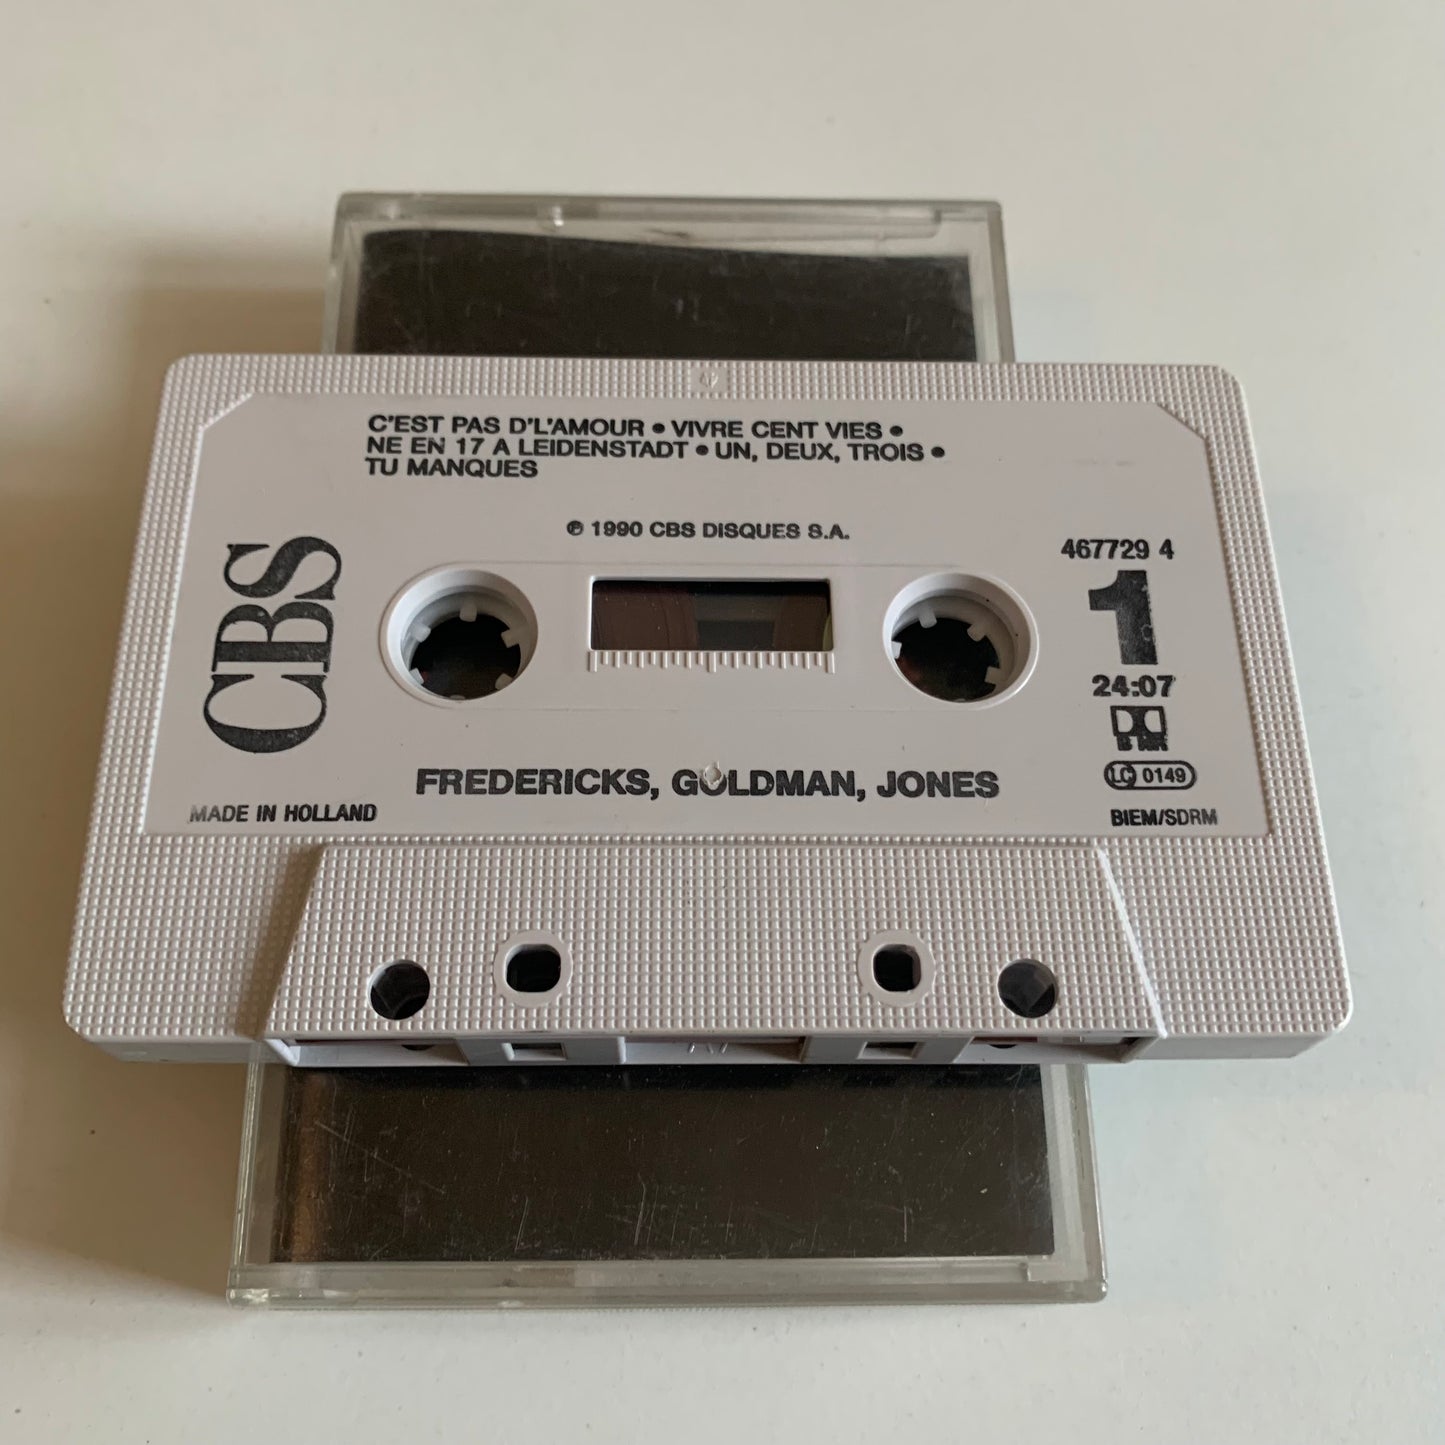 C'EST PAS D'L'AMOUR • VIVRE CENT VIES •
NE EN 17 A LEIDENSTADT • UN, DEUX, TROIS •
TU MANQUES
℗ 1990 CBS DISQUES S.A.
CBS
467729 4
1
24:07
LC 0149
FREDERICKS, GOLDMAN, JONES
MADE IN HOLLAND
BIEM/SDRM